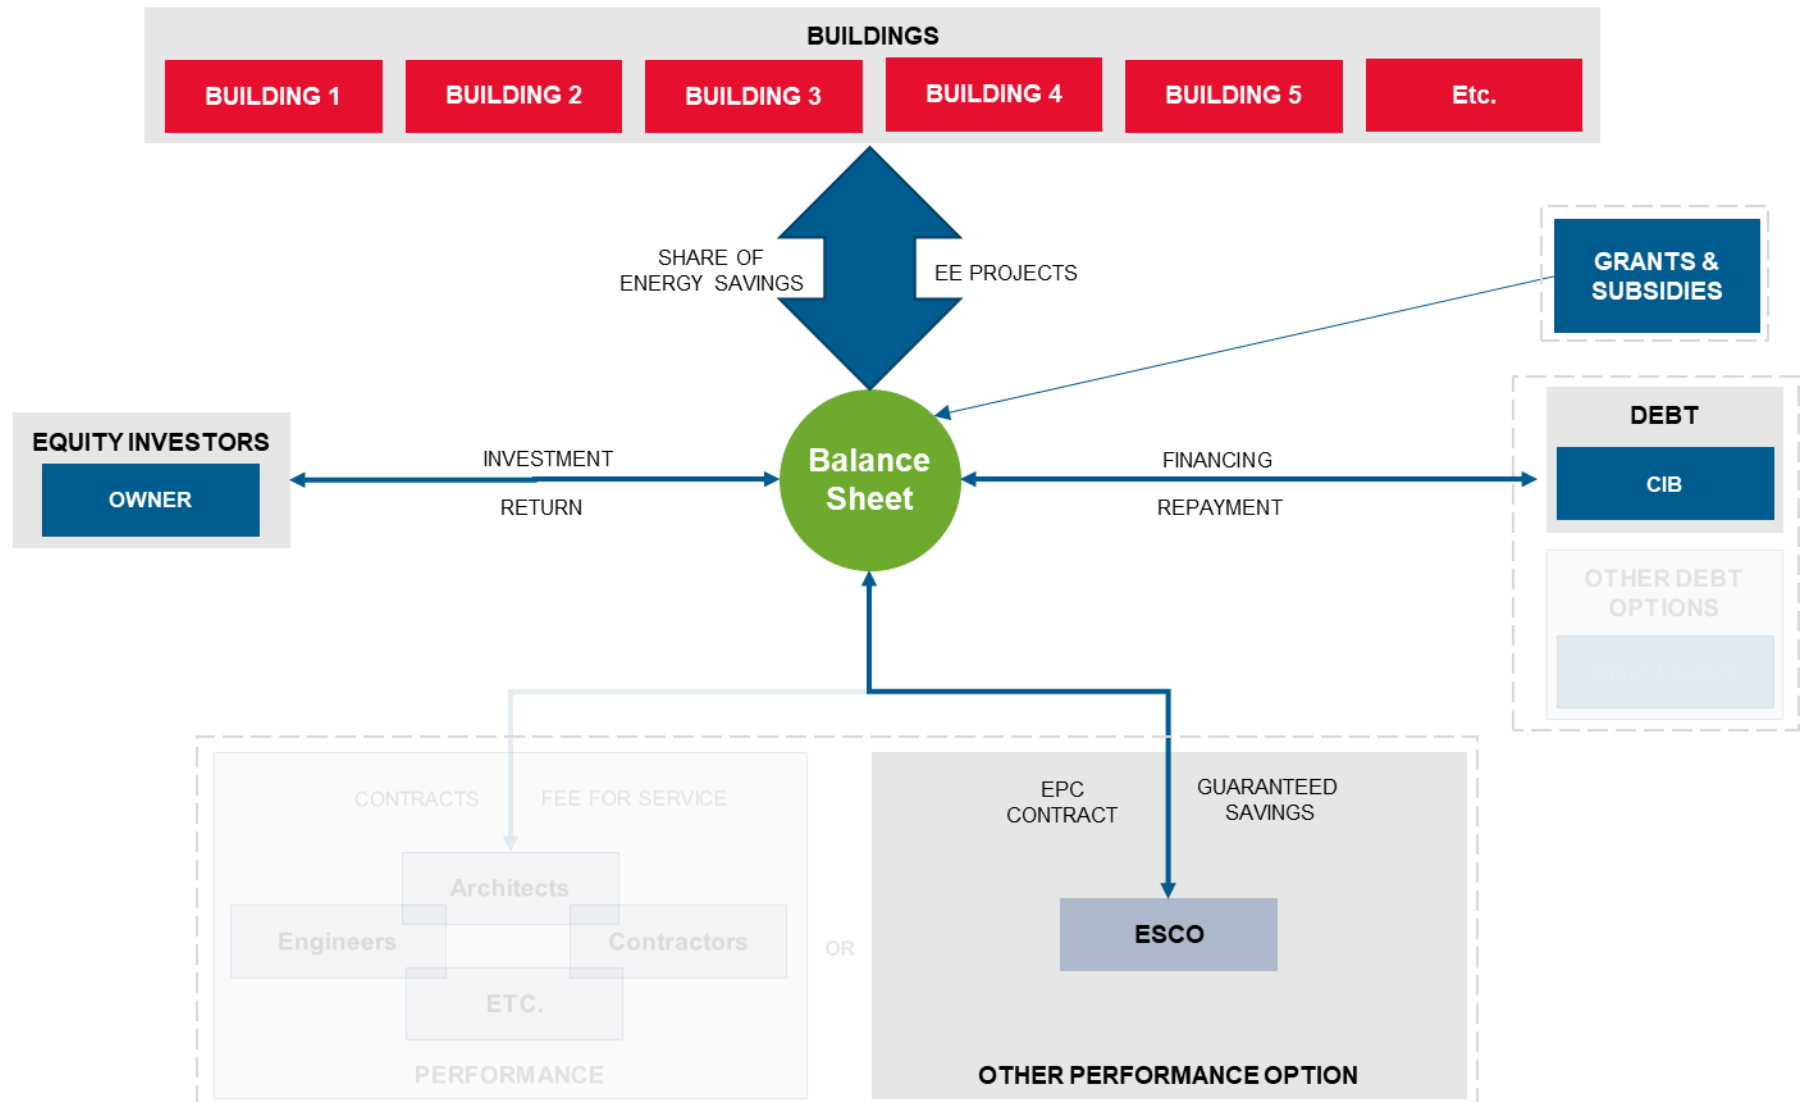 BUILDINGS
BUILDING 1
BUILDING 2
BUILDING 3
BUILDING 4
BUILDING 5
Etc.
SHARE OF
ENERGY SAVINGS
EE PROJECTS
GRANTS &
SUBSIDIES
EQUITY INVESTORS
OWNER
INVESTMENT
RETURN
Balance
Sheet
FINANCING
REPAYMENT
DEBT
CIB
OTHER DEBT
OPTIONS
CONTRACTS
FEE FOR SERVICE
Architects
Engineers
Contractors
ETC.
PERFORMANCE
OR
EPC
CONTRACT
GUARANTEED
SAVINGS
ESCO
OTHER PERFORMANCE OPTION